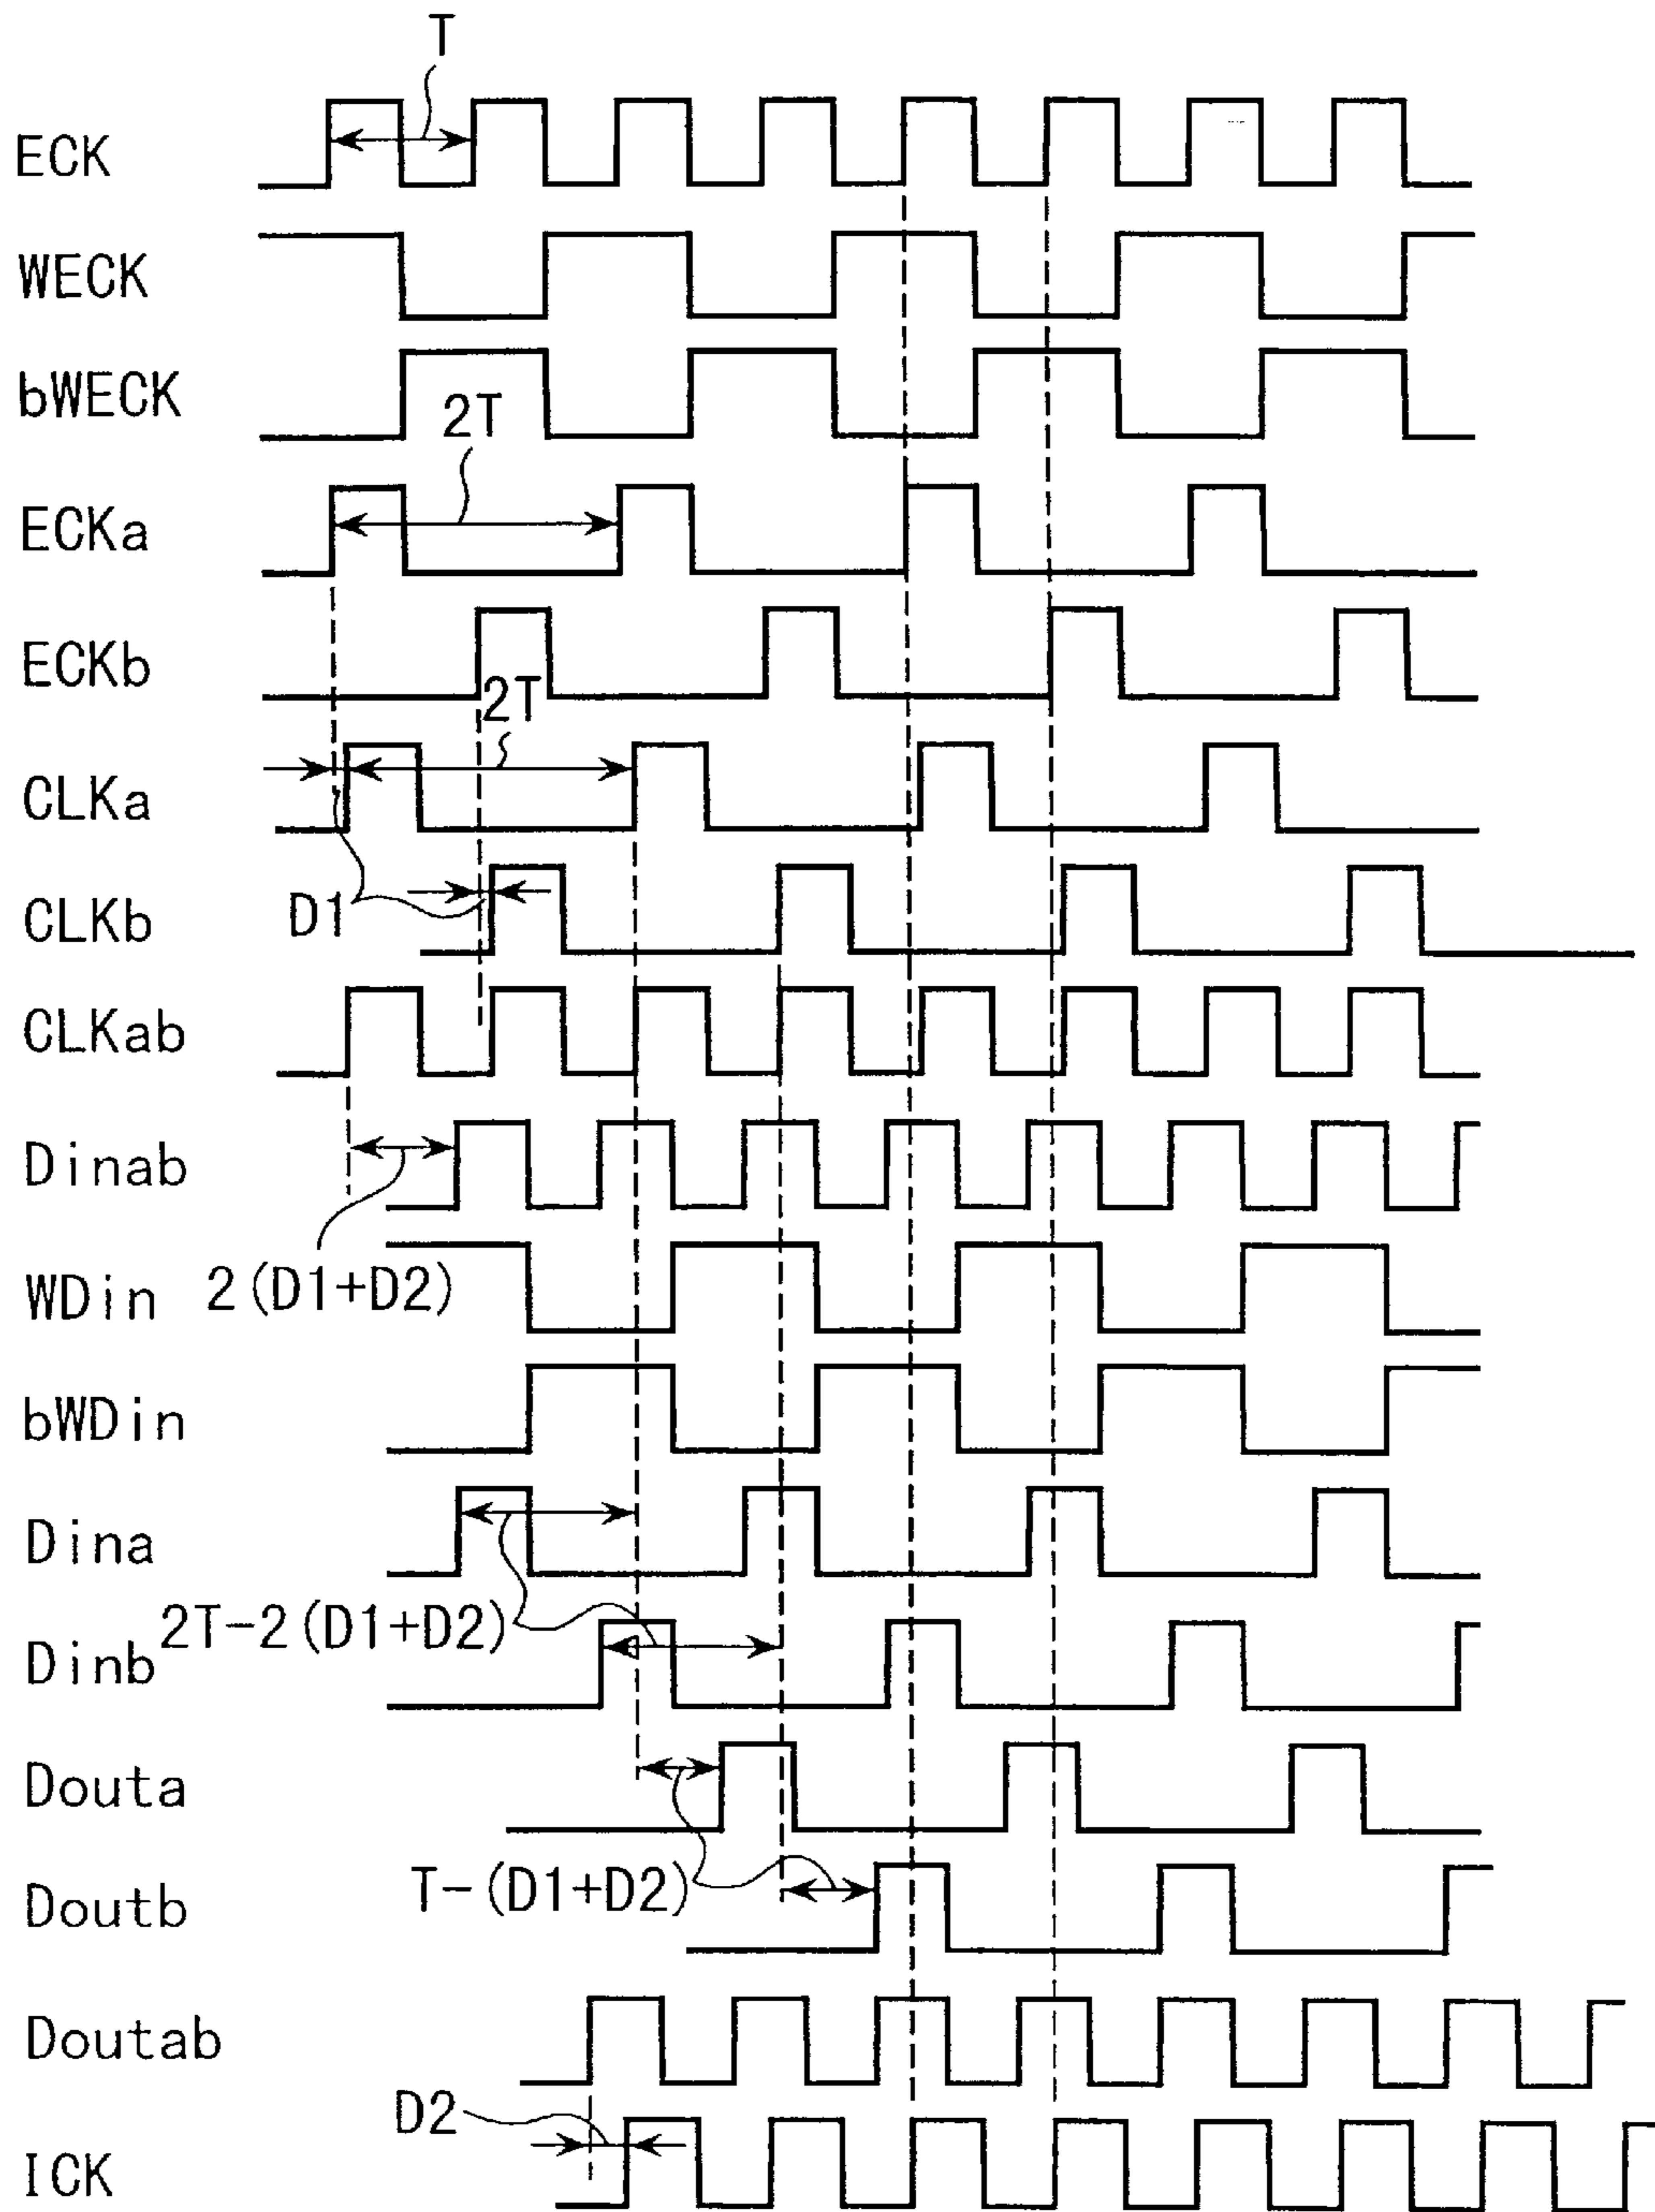 T
ECK
WECK
bWECK
2T
ECKa
ECKb
2T
CLKa
D1
CLKb
CLKab
Dinab
2(D1+D2)
WDin
bWDin
Dina
2T-2(D1+D2)
Dinb
Douta
T-(D1+D2)
Doutb
Doutab
D2
ICK